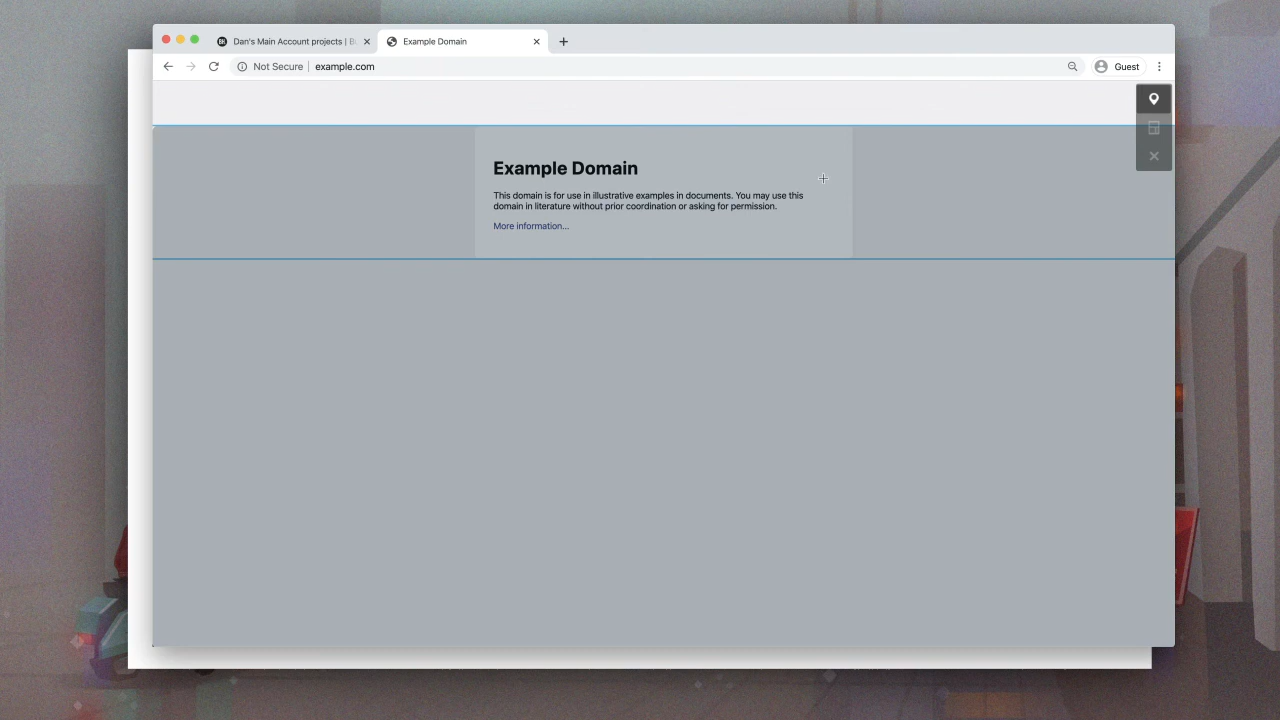 BH Dan's Main Account projects |
Example Domain
Not Secure
example.com
Guest
Example Domain
This domain is for use in illustrative examples in documents. You may use this
domain in literature without prior coordination or asking for permission.
More information...